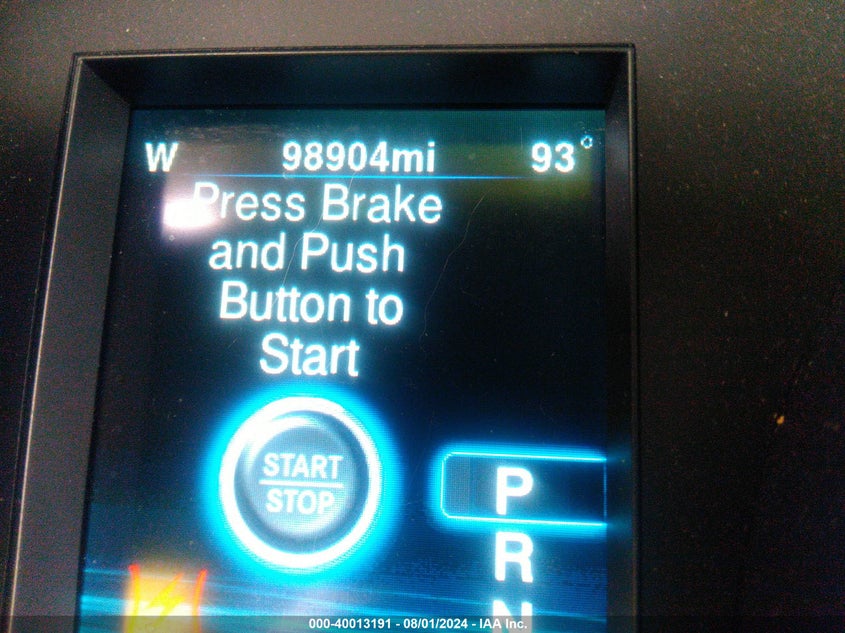 W 98904mi 93°
Press Brake
and Push
Button to
Start
START
STOP
P
R
N
000-40013191 - 08/01/2024 - IAA Inc.